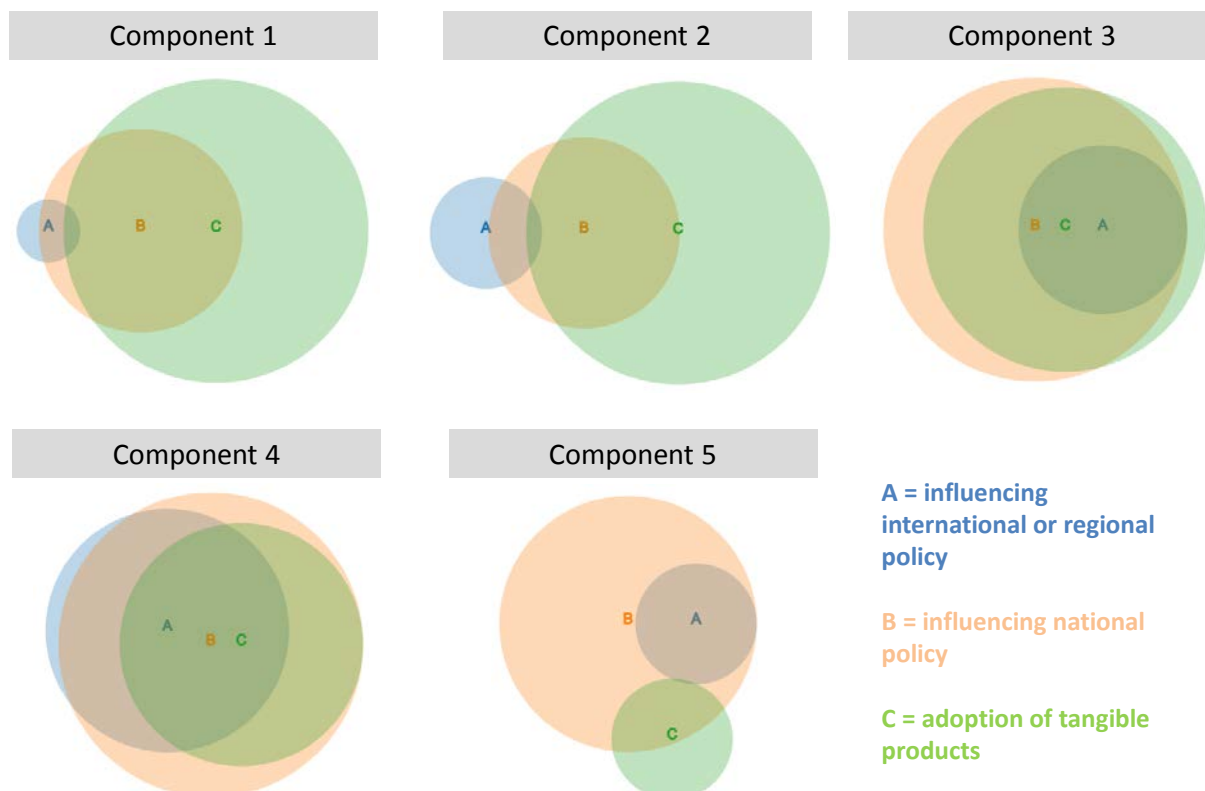 Component 1
Component 2
Component 3
A
B
C
A
B
C
B
C
A
Component 4
Component 5
A
B
C
B
A
C
A = influencing
international or regional
policy
B = influencing national
policy
C = adoption of tangible
products